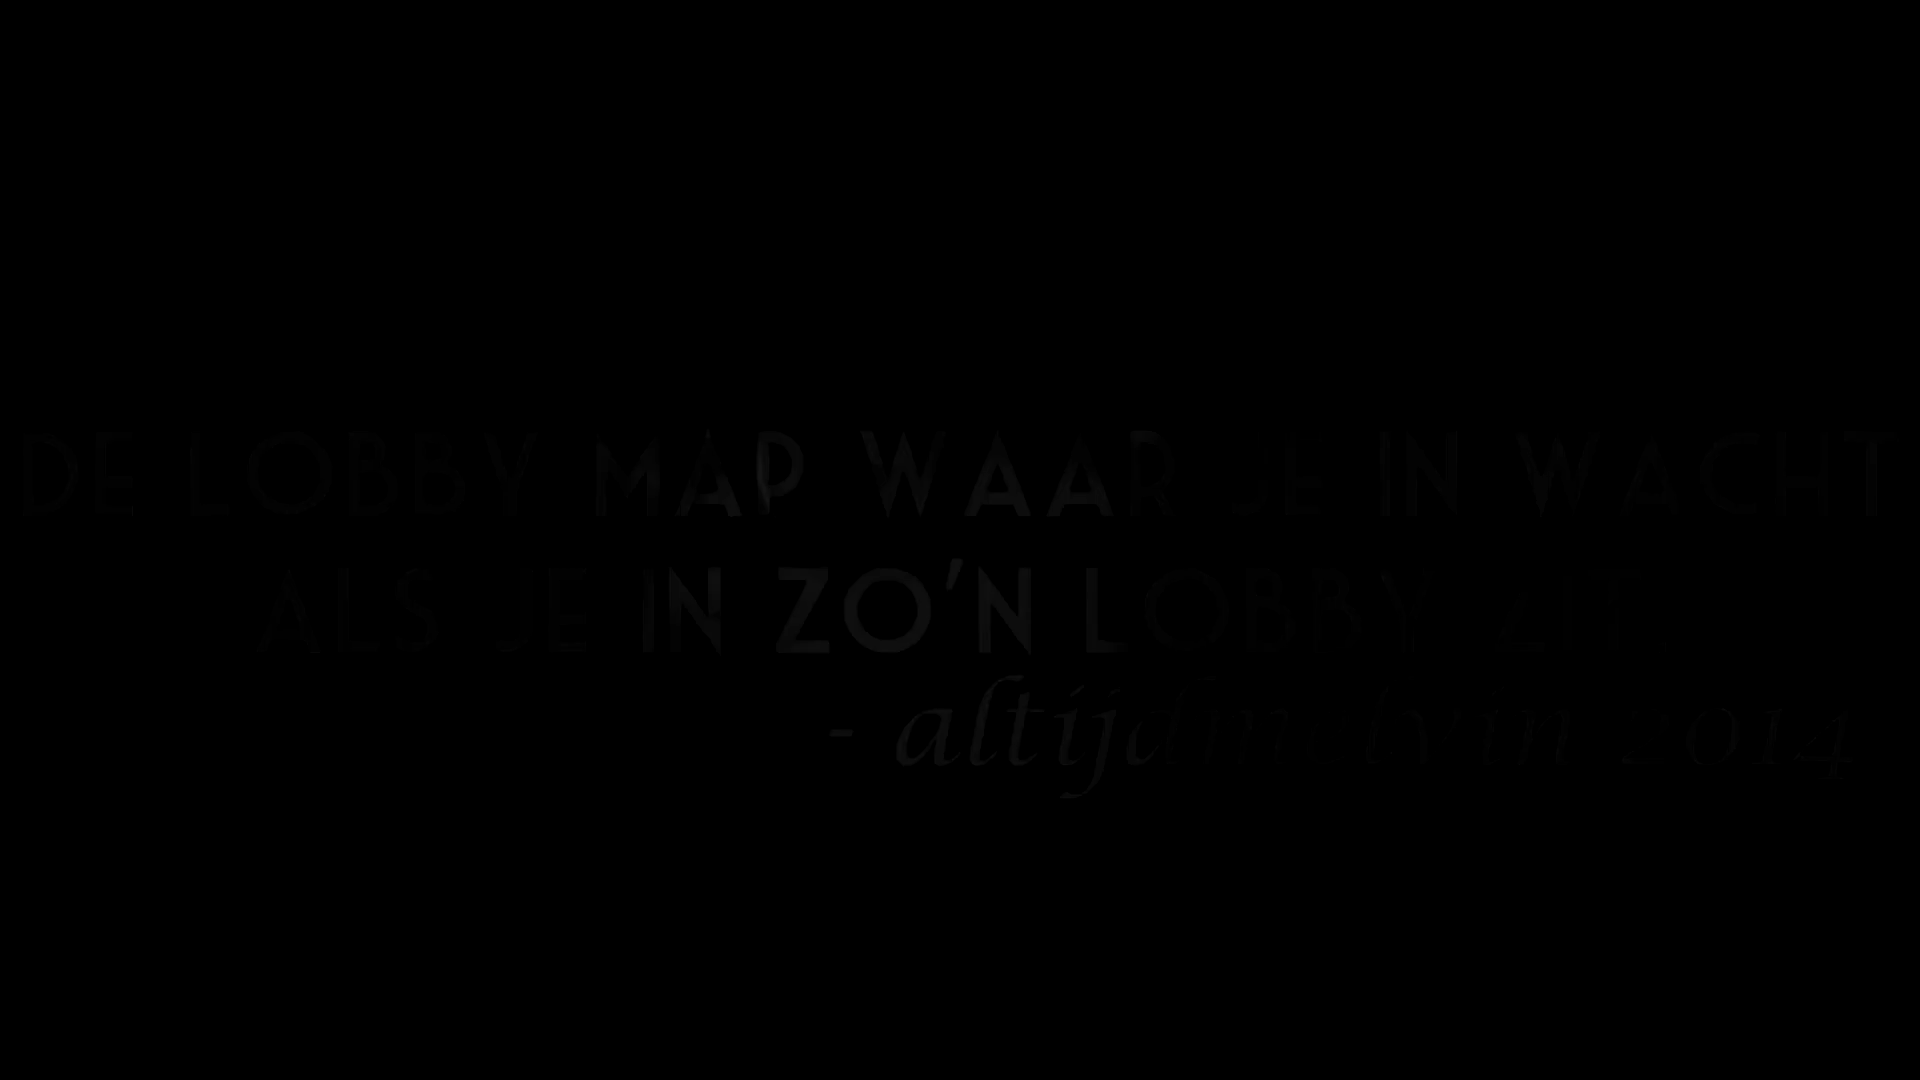 DE LOBBY MAP WAAR JE IN WACHT
ALS JE IN ZO'N LOBBY ZIT
- altijdmelvin 2014